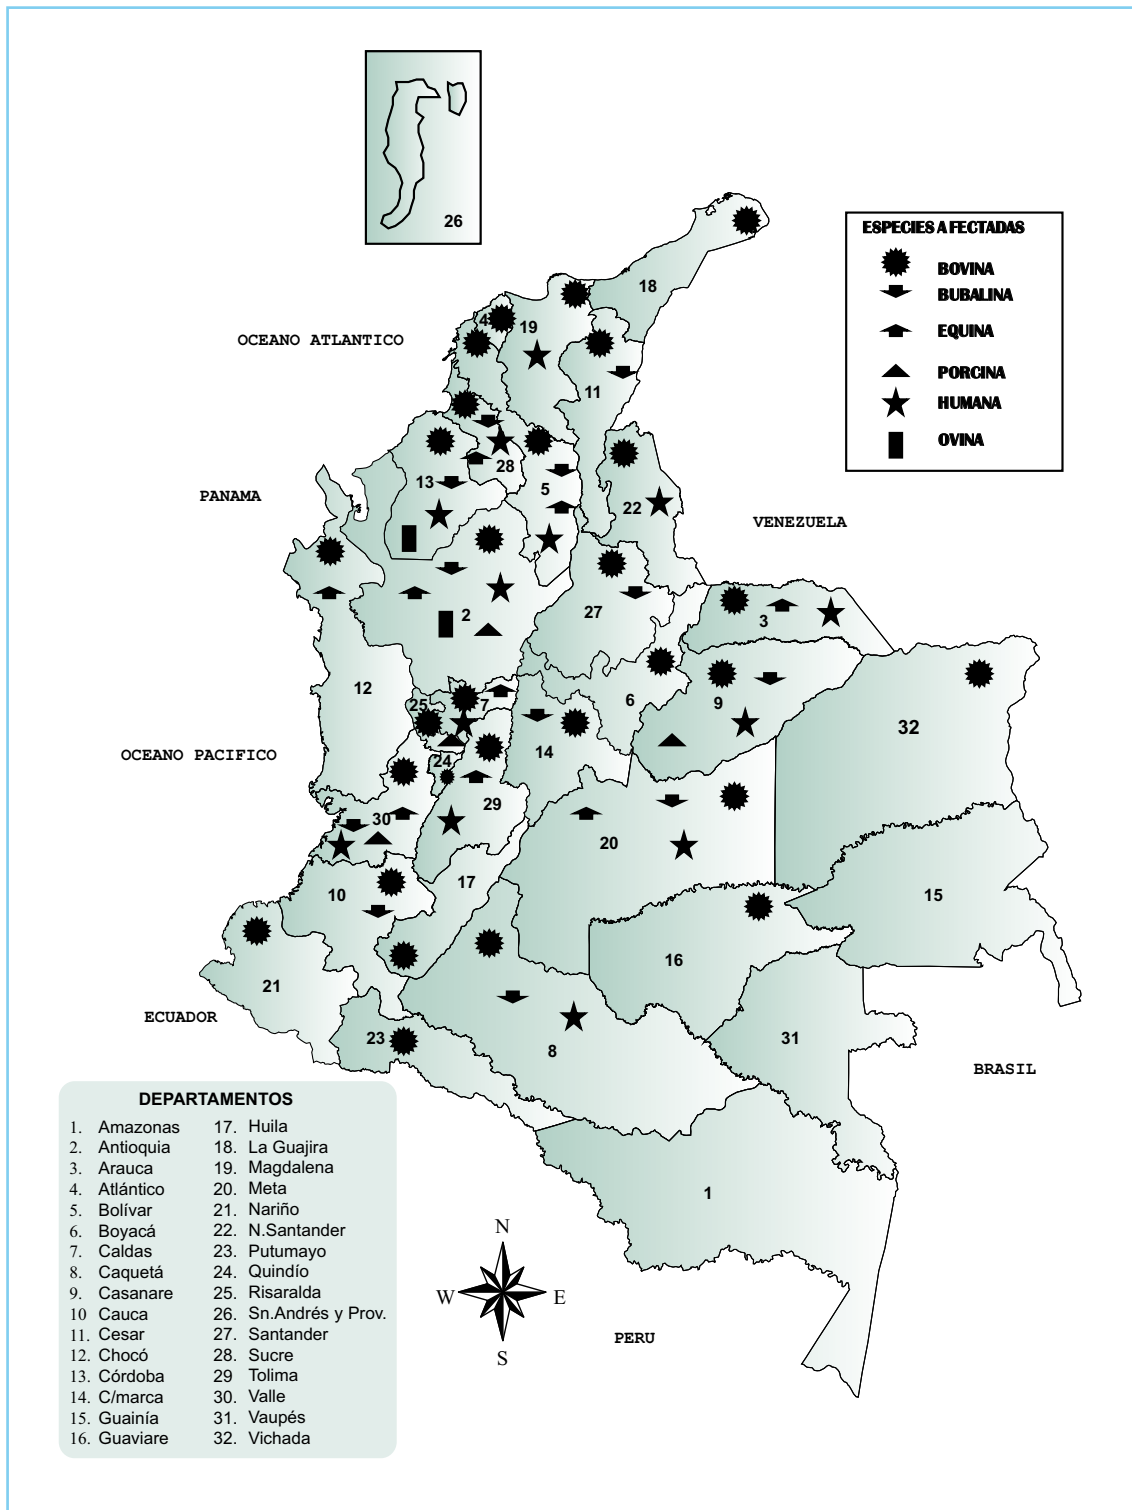 26
ESPECIES AFECTADAS
BOVINA
BUBALINA
EQUINA
PORCINA
HUMANA
OVINA
18
OCEANO ATLANTICO
4
19
11
28
13
5
PANAMA
22
VENEZUELA
2
27
3
12
25
7
6
9
32
OCEANO PACIFICO
24
14
29
30
20
10
17
15
16
21
ECUADOR
23
8
31
BRASIL
1
PERU
N
W
E
S
DEPARTAMENTOS
1. Amazonas
2. Antioquia
3. Arauca
4. Atlántico
5. Bolívar
6. Boyacá
7. Caldas
8. Caquetá
9. Casanare
10 Cauca
11. Cesar
12. Chocó
13. Córdoba
14. C/marca
15. Guainía
16. Guaviare
17. Huila
18. La Guajira
19. Magdalena
20. Meta
21. Nariño
22. N.Santander
23. Putumayo
24. Quindío
25. Risaralda
26. Sn.Andrés y Prov.
27. Santander
28. Sucre
29 Tolima
30. Valle
31. Vaupés
32. Vichada